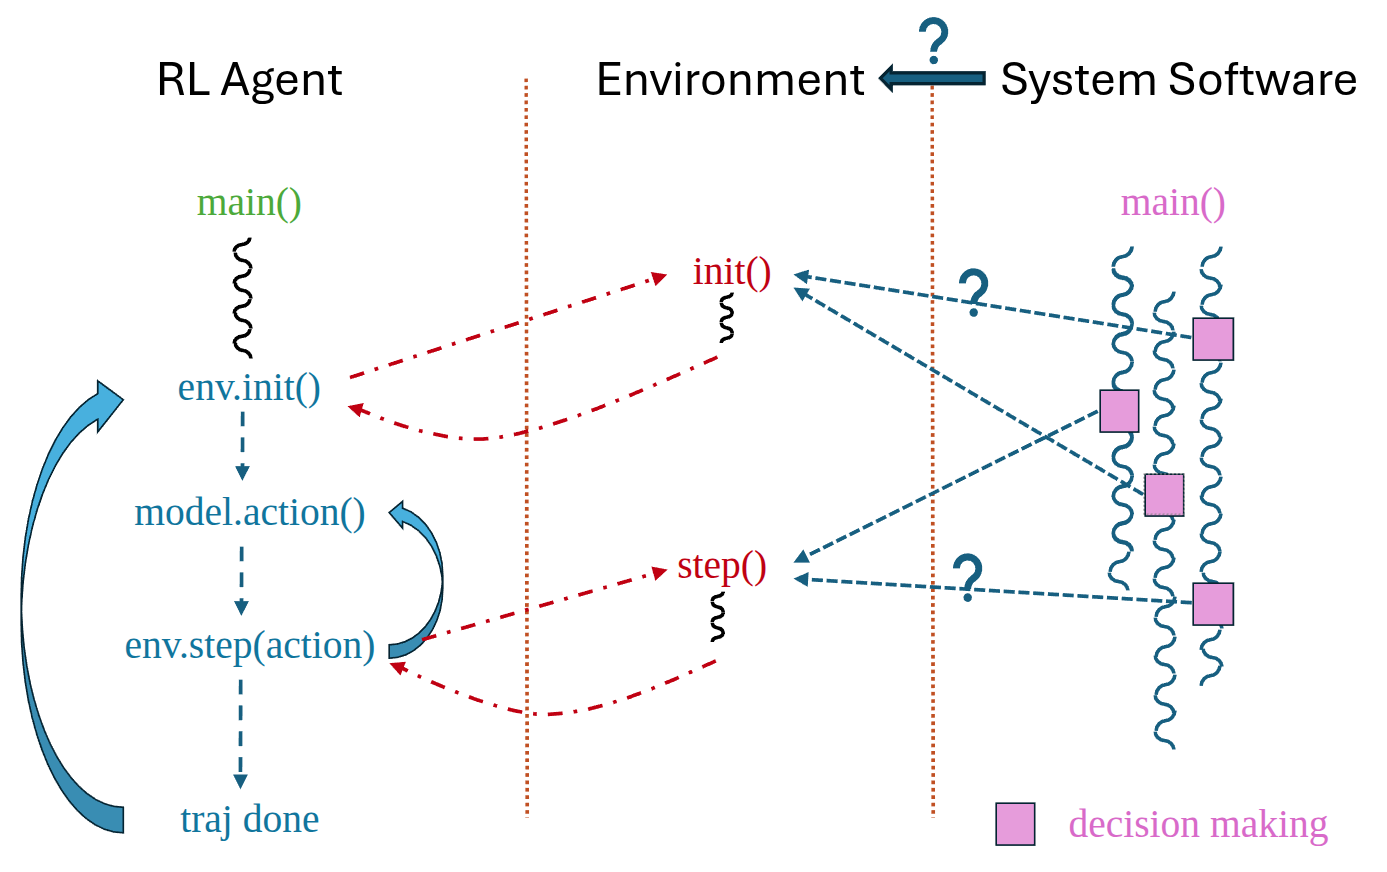 ?
RL Agent
Environment
System Software
main()
main()
init()
?
env.init()
model.action()
step()
?
env.step(action)
traj done
decision making